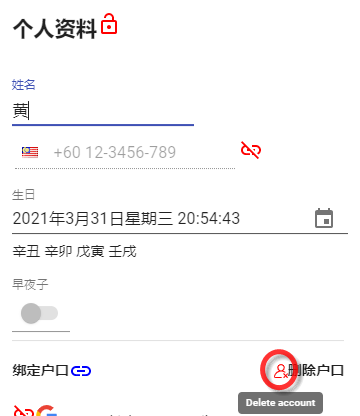 个人资料
姓名
黄
+60 12-3456-789
生日
2021年3月31日星期三 20:54:43
辛丑 辛卯 戊寅 壬戌
早夜子
绑定户口 删除户口
Delete account